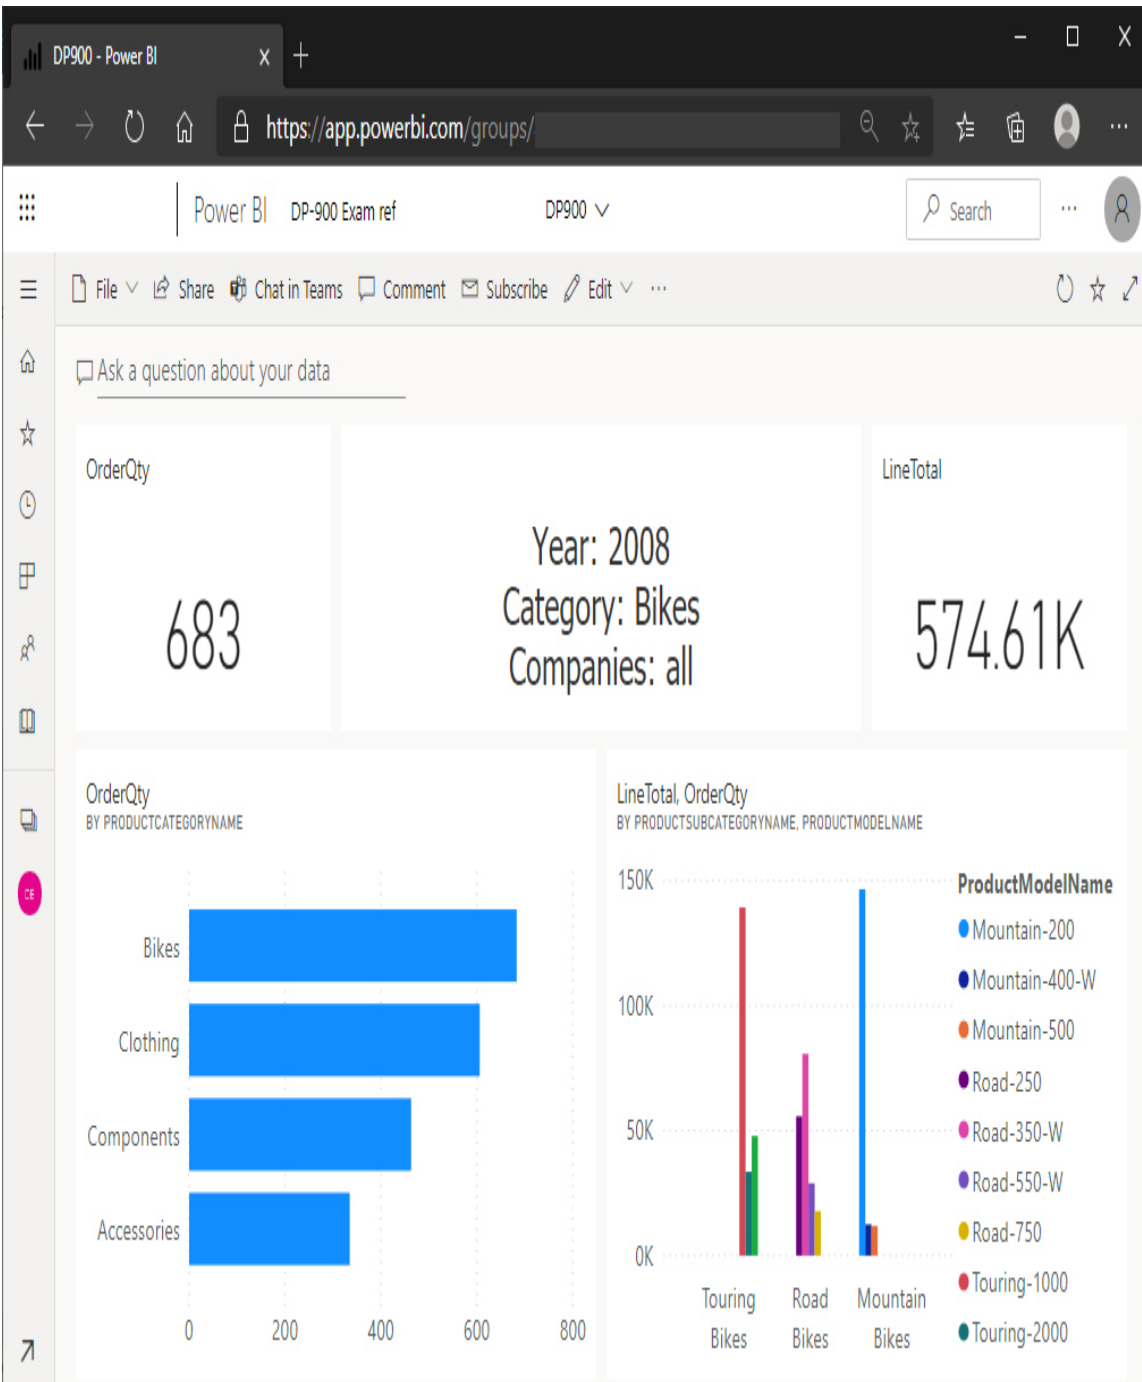 DP900 - Power BI
https://app.powerbi.com/groups/
Power BI DP-900 Exam ref DP900 Search
File Share Chat in Teams Comment Subscribe Edit
Ask a question about your data
OrderQty
683
Year: 2008
Category: Bikes
Companies: all
LineTotal
574.61K
OrderQty
BY PRODUCTCATEGORYNAME
Bikes
Clothing
Components
Accessories
0 200 400 600 800
LineTotal, OrderQty
BY PRODUCTSUBCATEGORYNAME, PRODUCTMODELNAME
150K
100K
50K
0K
Touring
Bikes
Road
Bikes
Mountain
Bikes
ProductModelName
Mountain-200
Mountain-400-W
Mountain-500
Road-250
Road-350-W
Road-550-W
Road-750
Touring-1000
Touring-2000